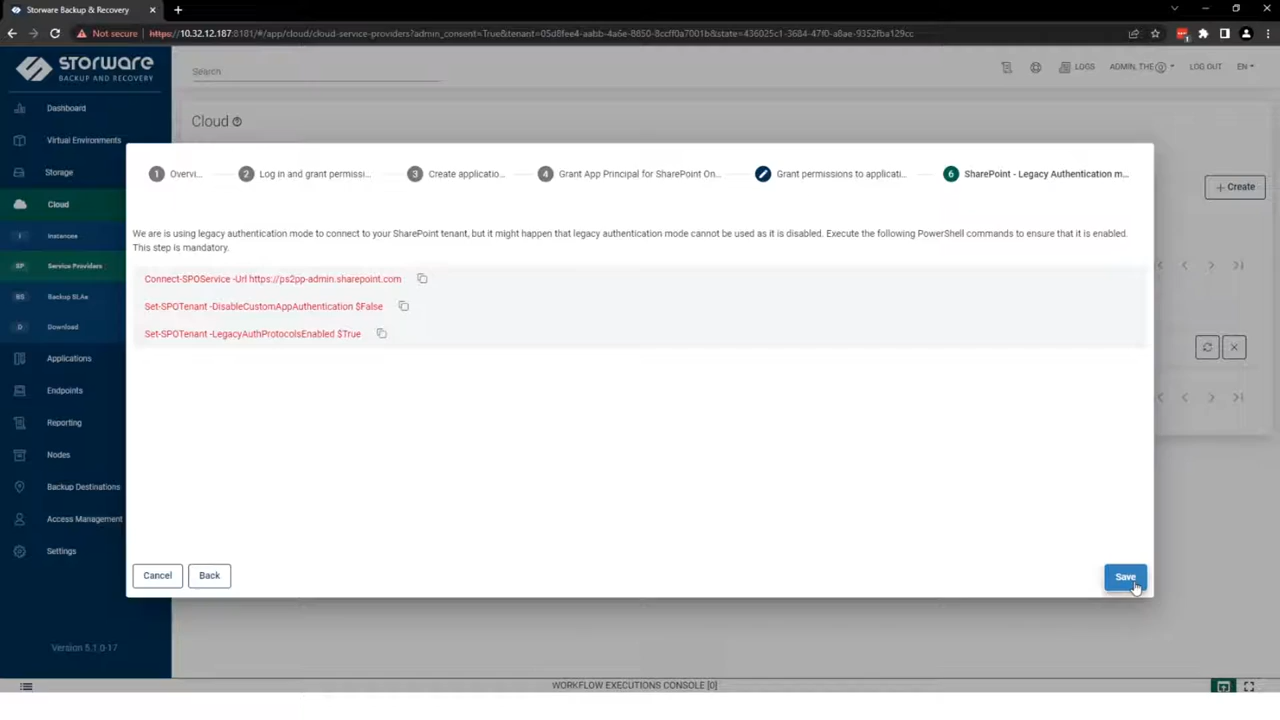 Storware Backup & Recovery
Not secure
https://10.32.12.187:8181/#/app/cloud/cloud-service-providers?admin_consent=True&tenant=05d8fee4-aabb-4a6e-8850-8ccff0a7001b&state=436025c1-3684-47f0-a8ae-9352fba129cc
STORWARE
BACKUP AND RECOVERY
Search
LOGS
ADMIN, THE
LOG OUT
EN
Dashboard
Virtual Environments
Storage
Cloud
I Instances
SP Service Providers
BS Backup SLAs
D Download
Applications
Endpoints
Reporting
Nodes
Backup Destinations
Access Management
Settings
Version 5.1.0-17
Cloud
+ Create
1 Overvi...
2 Log in and grant permissi...
3 Create applicatio...
4 Grant App Principal for SharePoint On...
Grant permissions to applicati...
6 SharePoint - Legacy Authentication m...
We are is using legacy authentication mode to connect to your SharePoint tenant, but it might happen that legacy authentication mode cannot be used as it is disabled. Execute the following PowerShell commands to ensure that it is enabled.
This step is mandatory.
Connect-SPOService -Url https://ps2pp-admin.sharepoint.com
Set-SPOTenant -DisableCustomAppAuthentication $False
Set-SPOTenant -LegacyAuthProtocolsEnabled $True
Cancel
Back
Save
WORKFLOW EXECUTIONS CONSOLE [0]